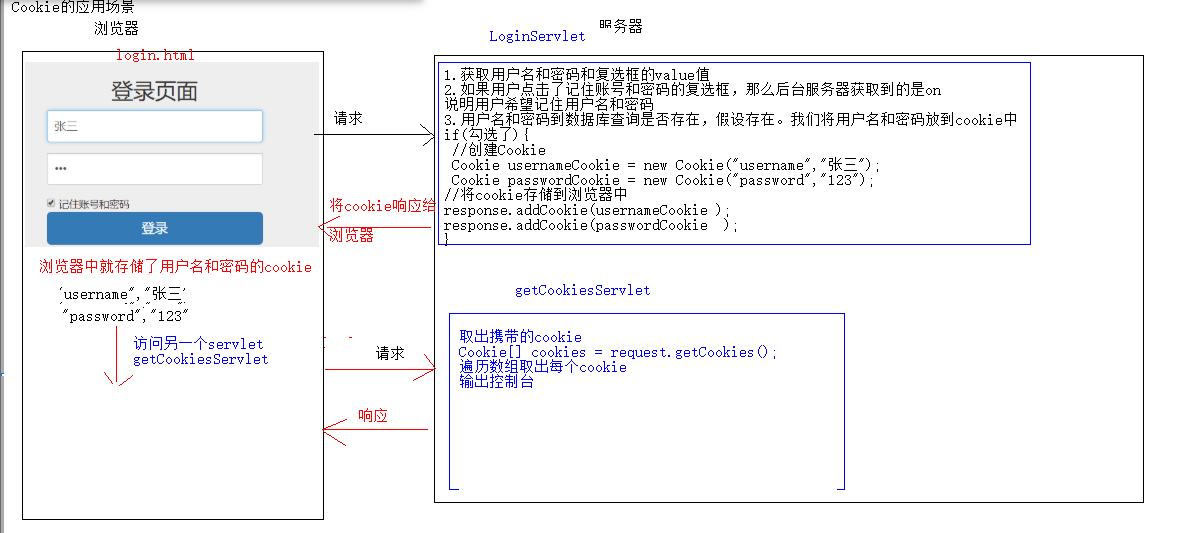 Cookie的应用场景
浏览器
服务器
LoginServlet
login.html
登录页面
张三
•••
记住账号和密码
登录
请求
1.获取用户名和密码和复选框的value值
2.如果用户点击了记住账号和密码的复选框，那么后台服务器获取到的是on
说明用户希望记住用户名和密码
3.用户名和密码到数据库查询是否存在，假设存在。我们将用户名和密码放到cookie中
if(勾选了){
//创建Cookie
Cookie usernameCookie = new Cookie("username","张三");
Cookie passwordCookie = new Cookie("password","123");
//将cookie存储到浏览器中
response.addCookie(usernameCookie );
response.addCookie(passwordCookie );
}
将cookie响应给
浏览器
浏览器中就存储了用户名和密码的cookie
'username","张三'
"password","123"
访问另一个servlet
getCookiesServlet
请求
getCookiesServlet
取出携带的cookie
Cookie[] cookies = request.getCookies();
遍历数组取出每个cookie
输出控制台
响应